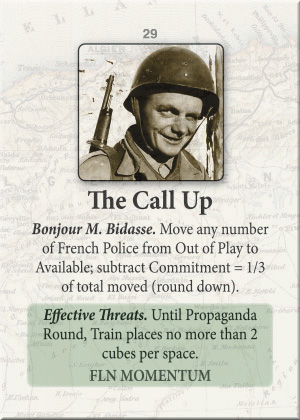 29
The Call Up
Bonjour M. Bidasse. Move any number
of French Police from Out of Play to
Available; subtract Commitment = 1/3
of total moved (round down).
Effective Threats. Until Propaganda
Round, Train places no more than 2
cubes per space.
FLN MOMENTUM